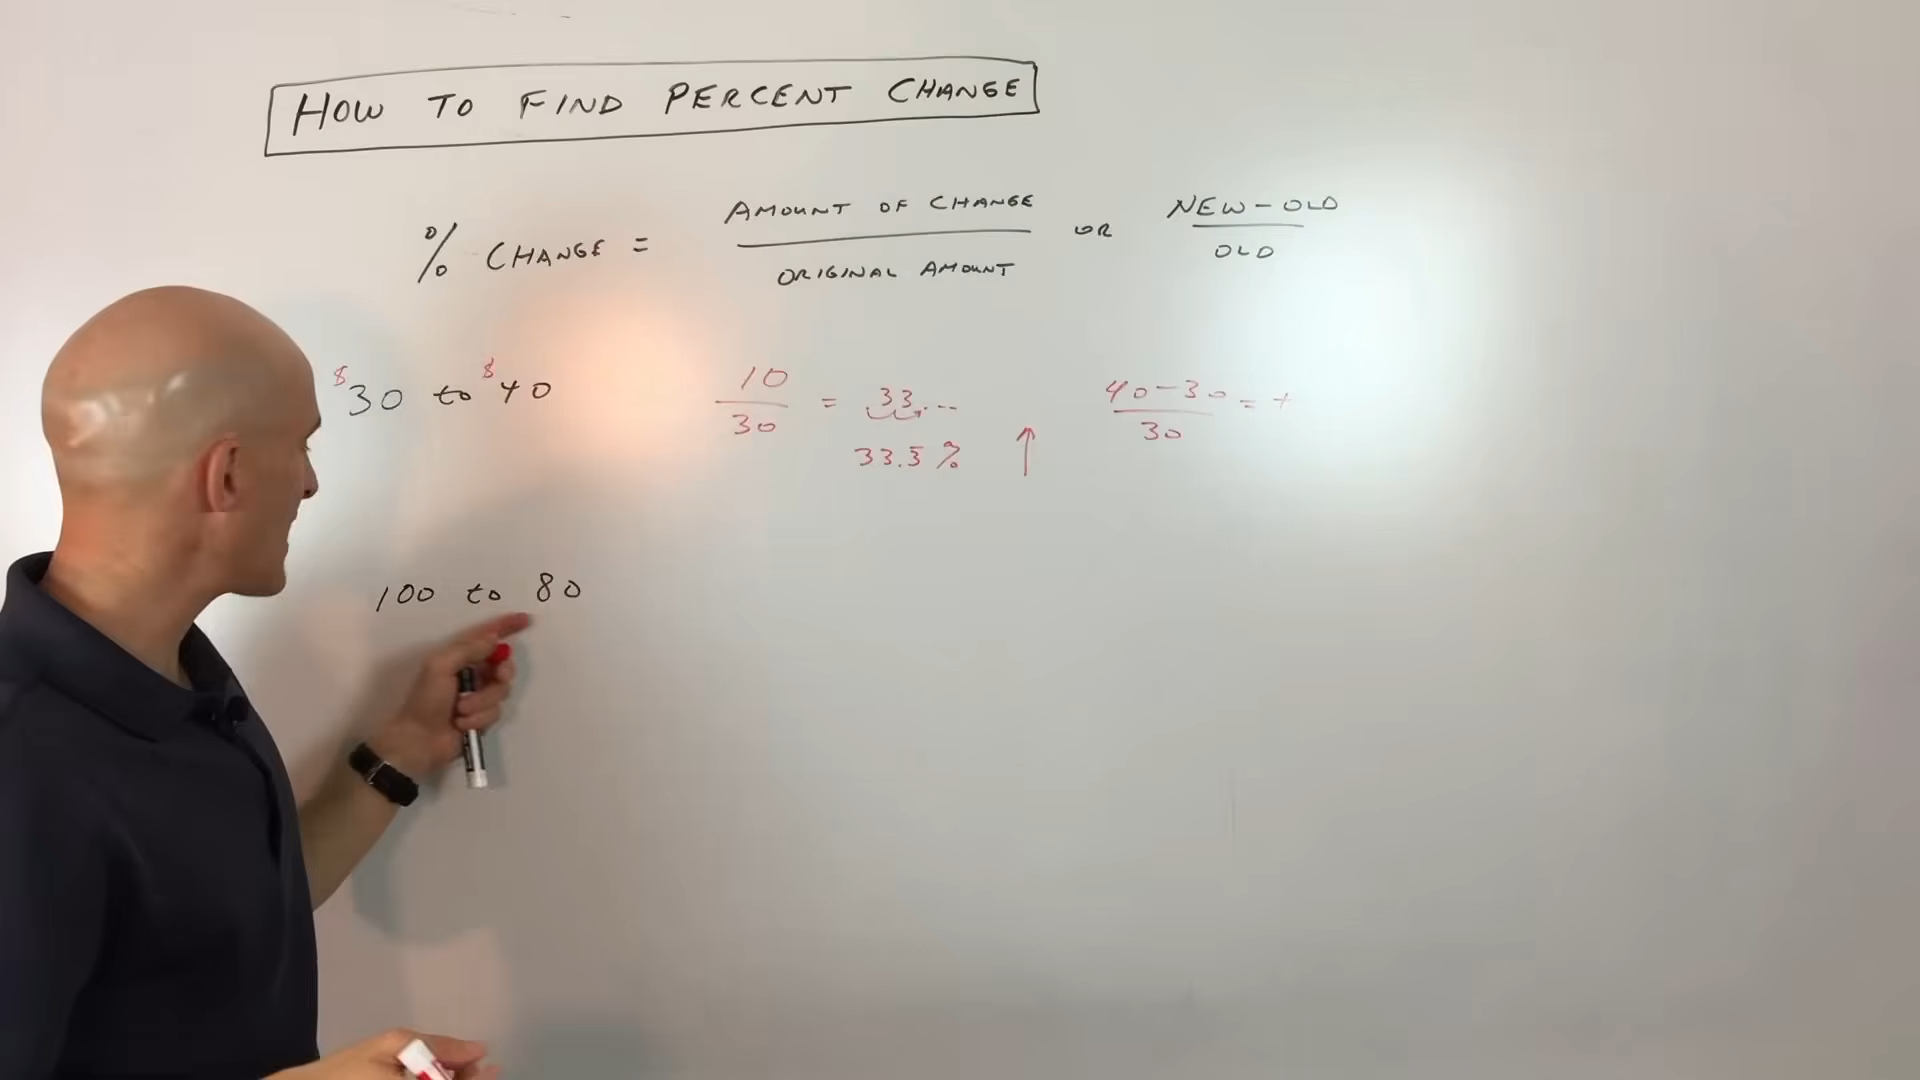 HOW TO FIND PERCENT CHANGE
% CHANGE = AMOUNT OF CHANGE / ORIGINAL AMOUNT OR NEW - OLD / OLD
$30 to $40
10 / 30 = 33...
33.3%
↑
40 - 30 / 30 = +
100 to 80